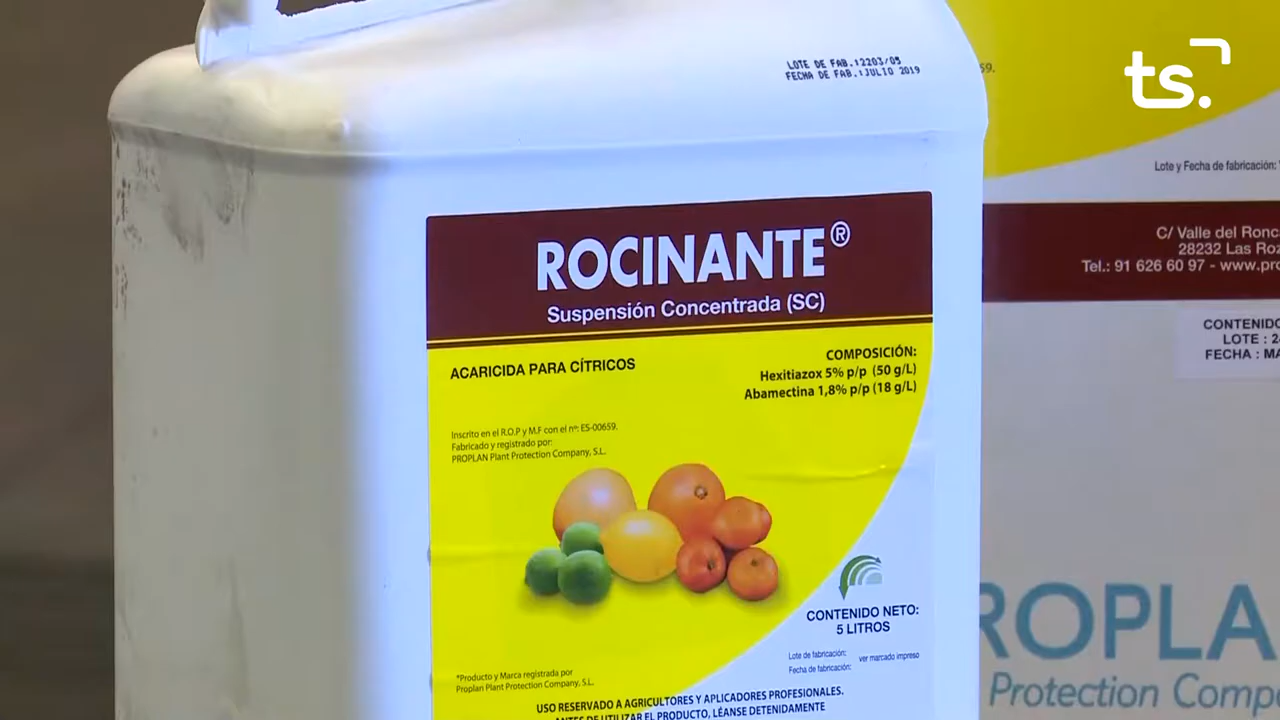 LOTE DE FAB.:2203/05
FECHA DE FAB.:JULIO 2019
ts.
59.
Lote y Fecha de fabricación:
ROCINANTE®
Suspensión Concentrada (SC)
C/ Valle del Ronc
28232 Las Roz
Tel.: 91 626 60 97 - www.pro
ACARICIDA PARA CÍTRICOS
COMPOSICIÓN:
Hexitiazox 5% p/p (50 g/L)
Abamectina 1,8% p/p (18 g/L)
CONTENIDO
LOTE : 2
FECHA : MA
Inscrito en el R.O.P y M.F con el nº: ES-00659.
Fabricado y registrado por:
PROPLAN Plant Protection Company, S.L.
CONTENIDO NETO:
5 LITROS
Lote de fabricación:
Fecha de fabricación:
ver marcado impreso
*Producto y Marca registrada por
Proplan Plant Protection Company, S.L.
USO RESERVADO A AGRICULTORES Y APLICADORES PROFESIONALES.
ANTES DE UTILIZAR EL PRODUCTO, LÉANSE DETENIDAMENTE
ROPLA
Protection Comp